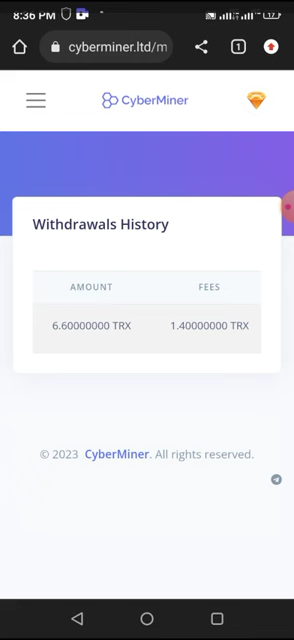 8:36 PM
cyberminer.ltd/m
1
CyberMiner
Withdrawals History
AMOUNT FEES
6.60000000 TRX 1.40000000 TRX
© 2023 CyberMiner. All rights reserved.